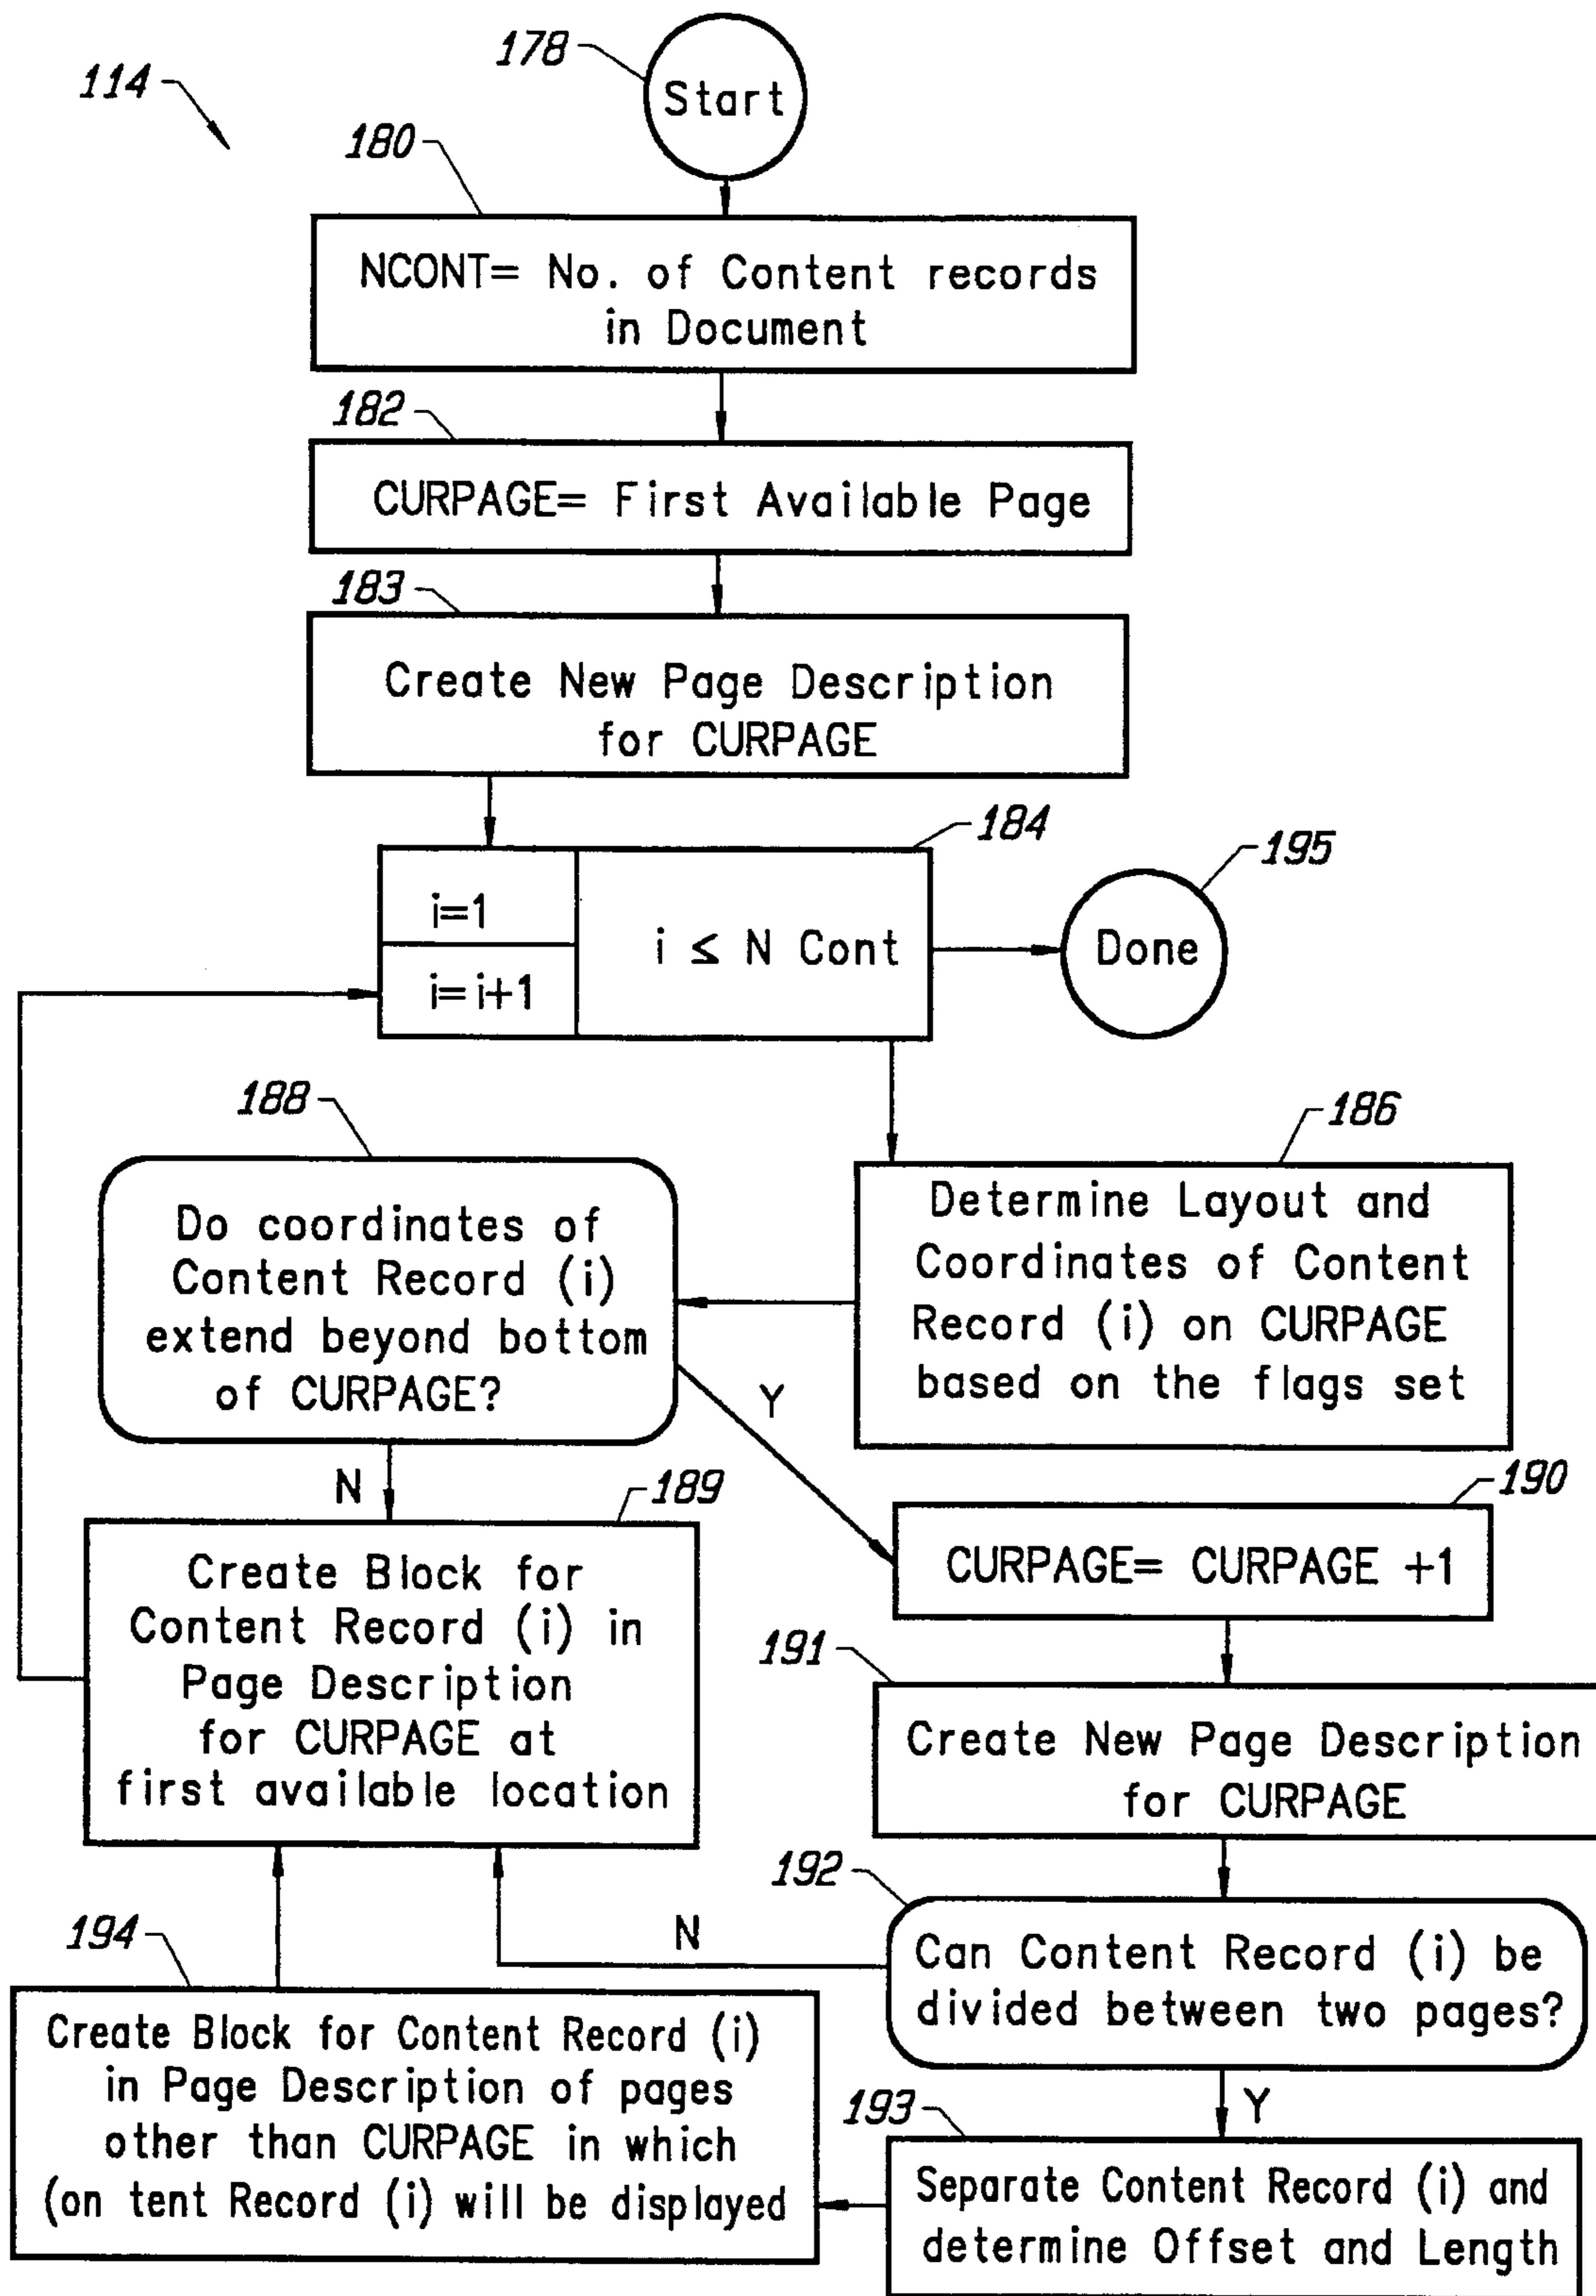 114
178
Start
180
NCONT= No. of Content records
in Document
182
CURPAGE= First Available Page
183
Create New Page Description
for CURPAGE
184
i=1
i=i+1
i ≤ N Cont
195
Done
186
Determine Layout and
Coordinates of Content
Record (i) on CURPAGE
based on the flags set
188
Do coordinates of
Content Record (i)
extend beyond bottom
of CURPAGE?
Y
N
189
Create Block for
Content Record (i) in
Page Description
for CURPAGE at
first available location
190
CURPAGE= CURPAGE +1
191
Create New Page Description
for CURPAGE
192
Can Content Record (i) be
divided between two pages?
N
Y
193
Separate Content Record (i) and
determine Offset and Length
194
Create Block for Content Record (i)
in Page Description of pages
other than CURPAGE in which
(on tent Record (i) will be displayed